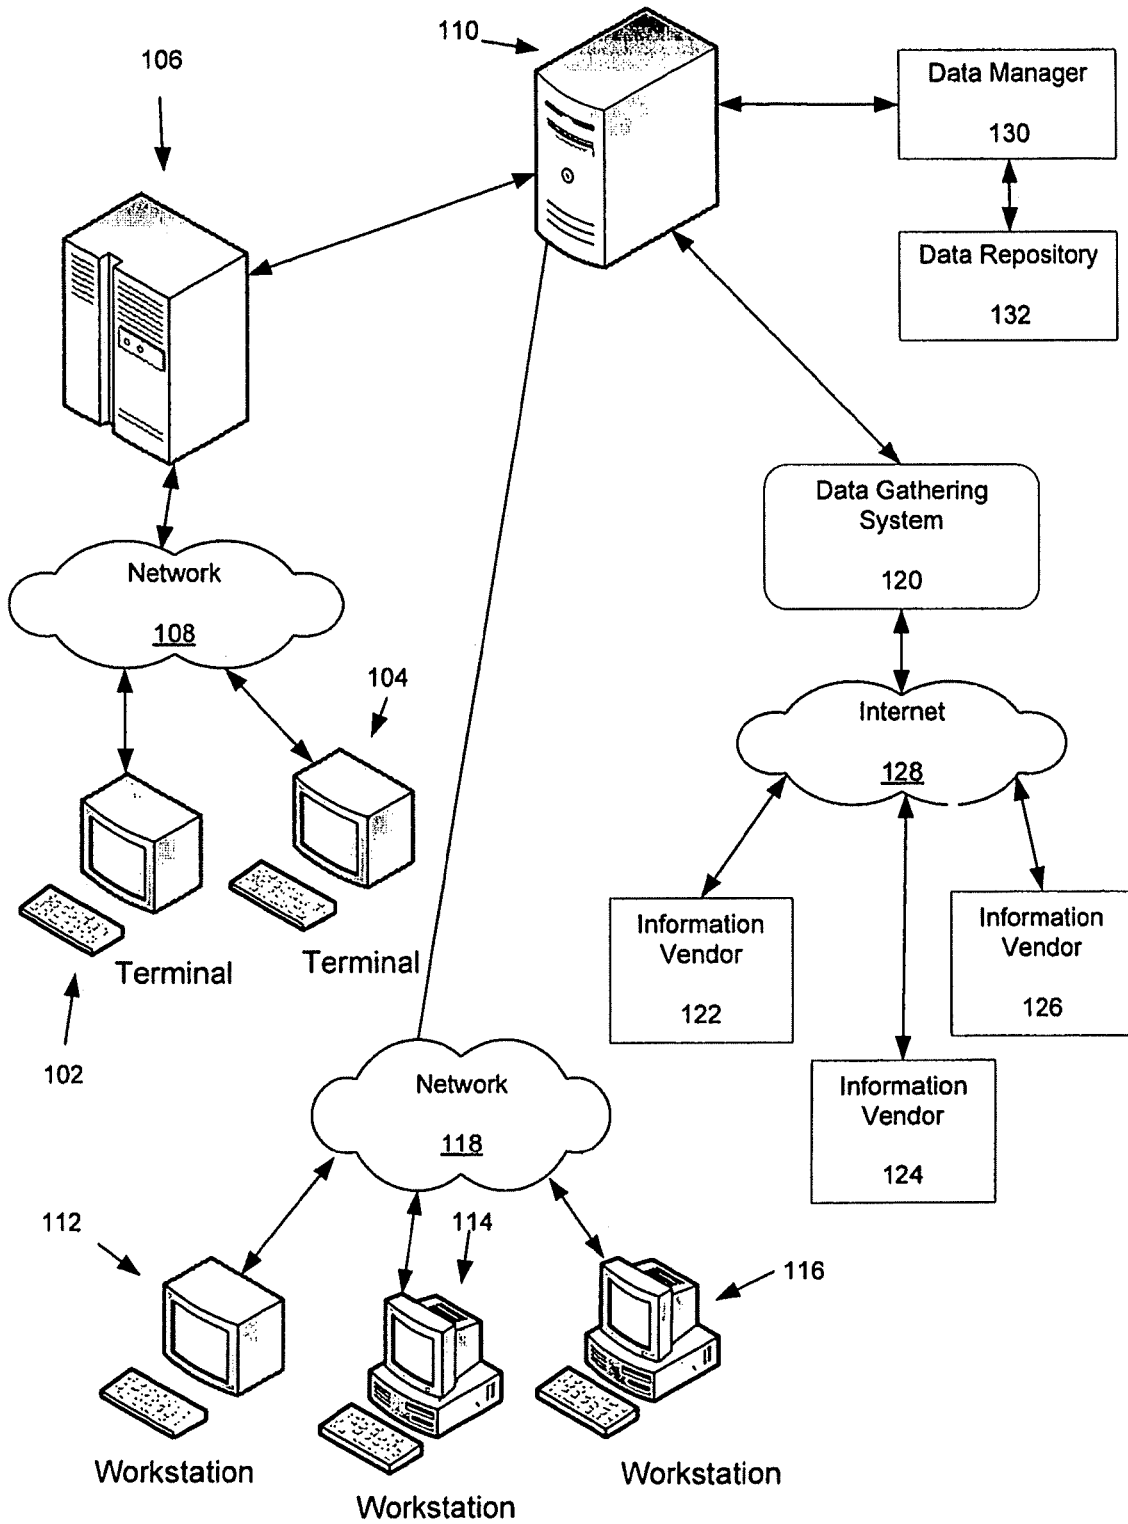 110
106
Data Manager
130
Data Repository
132
Data Gathering
System
120
Network
108
104
Internet
128
Terminal
Terminal
102
Information
Vendor
122
Information
Vendor
126
Information
Vendor
124
Network
118
112
114
116
Workstation
Workstation
Workstation